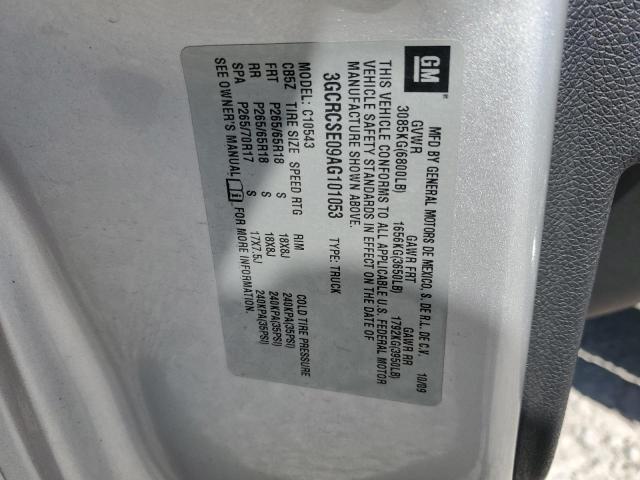 GM
MFD BY GENERAL MOTORS DE MEXICO, S. DE R.L. DE C.V. 10/09
GVWR GAWR FRT GAWR RR
3085KG(6800LB) 1656KG(3650LB) 1792KG(3950LB)
THIS VEHICLE CONFORMS TO ALL APPLICABLE U.S. FEDERAL MOTOR
VEHICLE SAFETY STANDARDS IN EFFECT ON THE DATE OF
MANUFACTURE SHOWN ABOVE.
3GCRCSE09AG101053 TYPE: TRUCK
MODEL: C10543
CB5Z TIRE SIZE SPEED RTG RIM COLD TIRE PRESSURE
FRT P265/65R18 S 18X8J 240KPA(35PSI)
RR P265/65R18 S 18X8J 240KPA(35PSI)
SPA P265/70R17 S 17X7.5J 240KPA(35PSI)
SEE OWNER'S MANUAL FOR MORE INFORMATION.